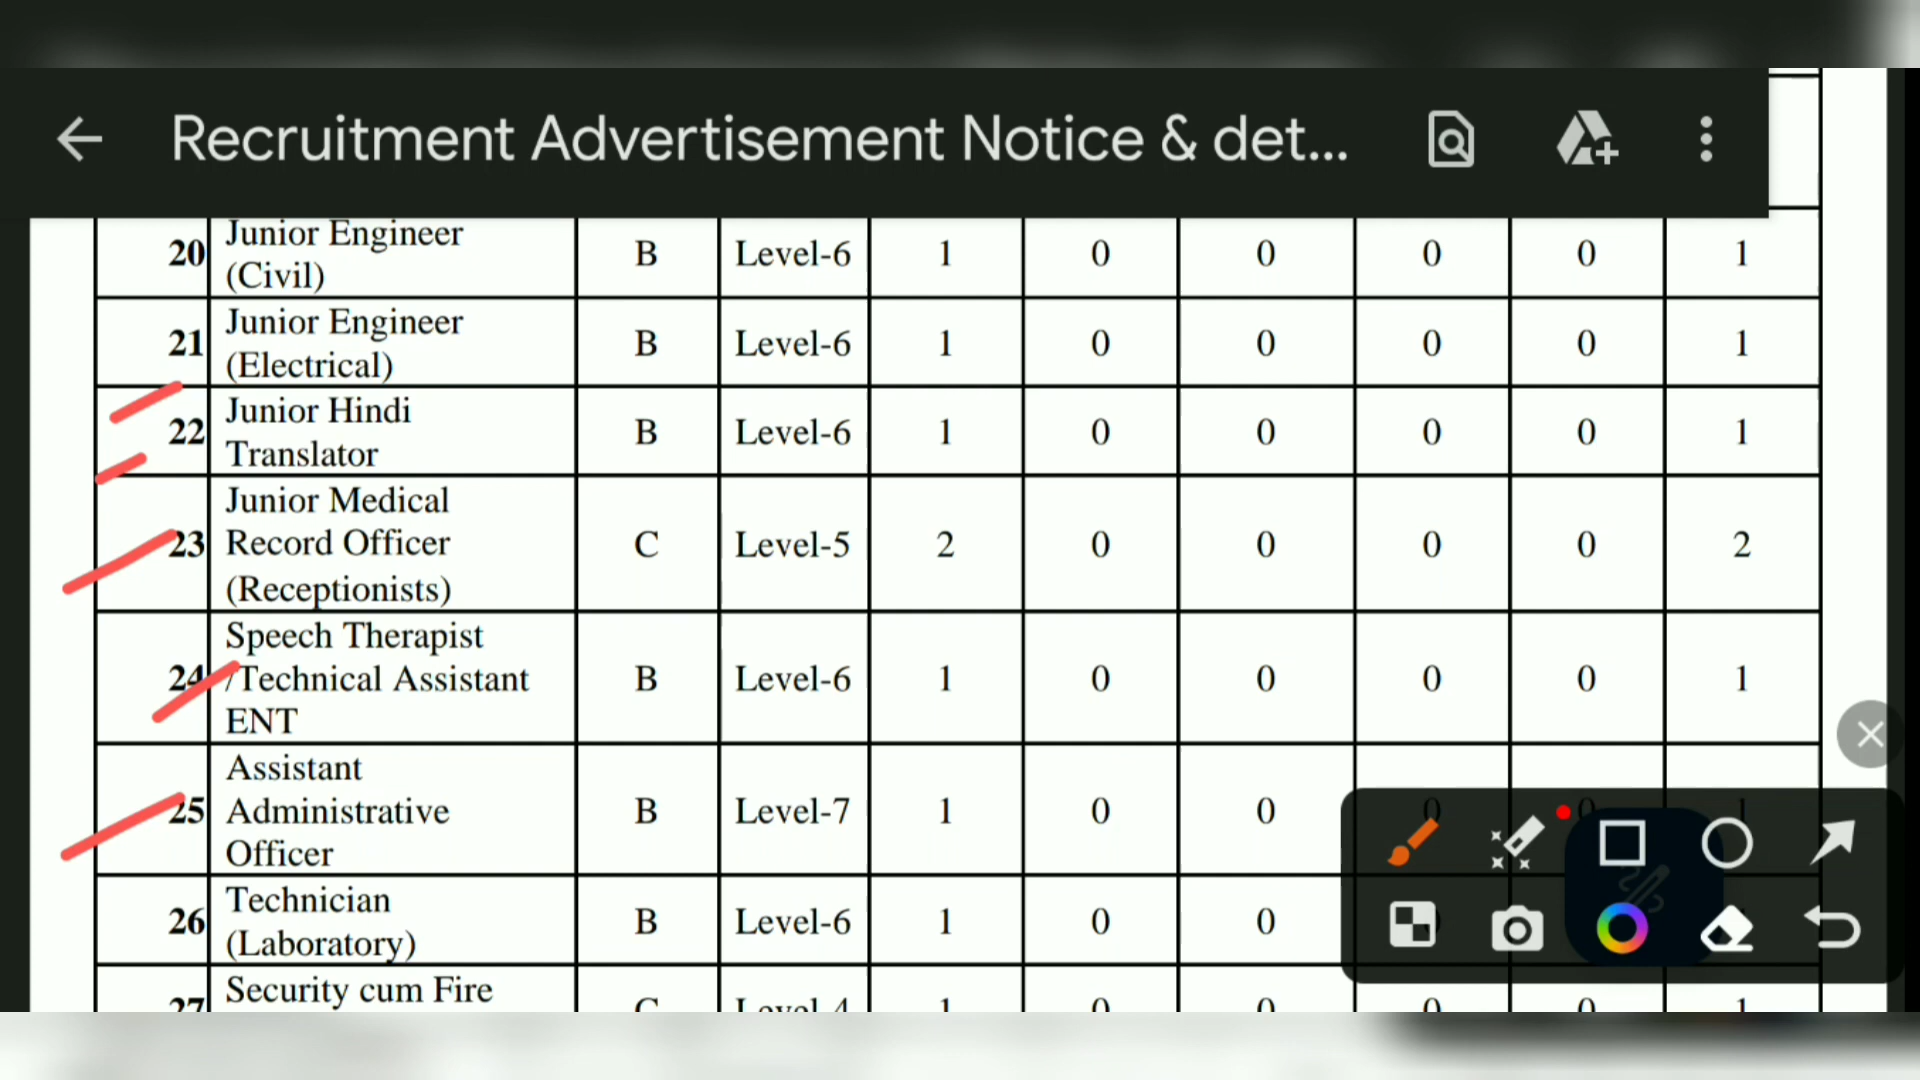 Recruitment Advertisement Notice & det...
20 Junior Engineer (Civil) B Level-6 1 0 0 0 0 1
21 Junior Engineer (Electrical) B Level-6 1 0 0 0 0 1
22 Junior Hindi Translator B Level-6 1 0 0 0 0 1
23 Junior Medical Record Officer (Receptionists) C Level-5 2 0 0 0 0 2
24 Speech Therapist /Technical Assistant ENT B Level-6 1 0 0 0 0 1
25 Assistant Administrative Officer B Level-7 1 0 0 0 0 1
26 Technician (Laboratory) B Level-6 1 0 0
27 Security cum Fire C Level-4 1 0 0 0 0 1